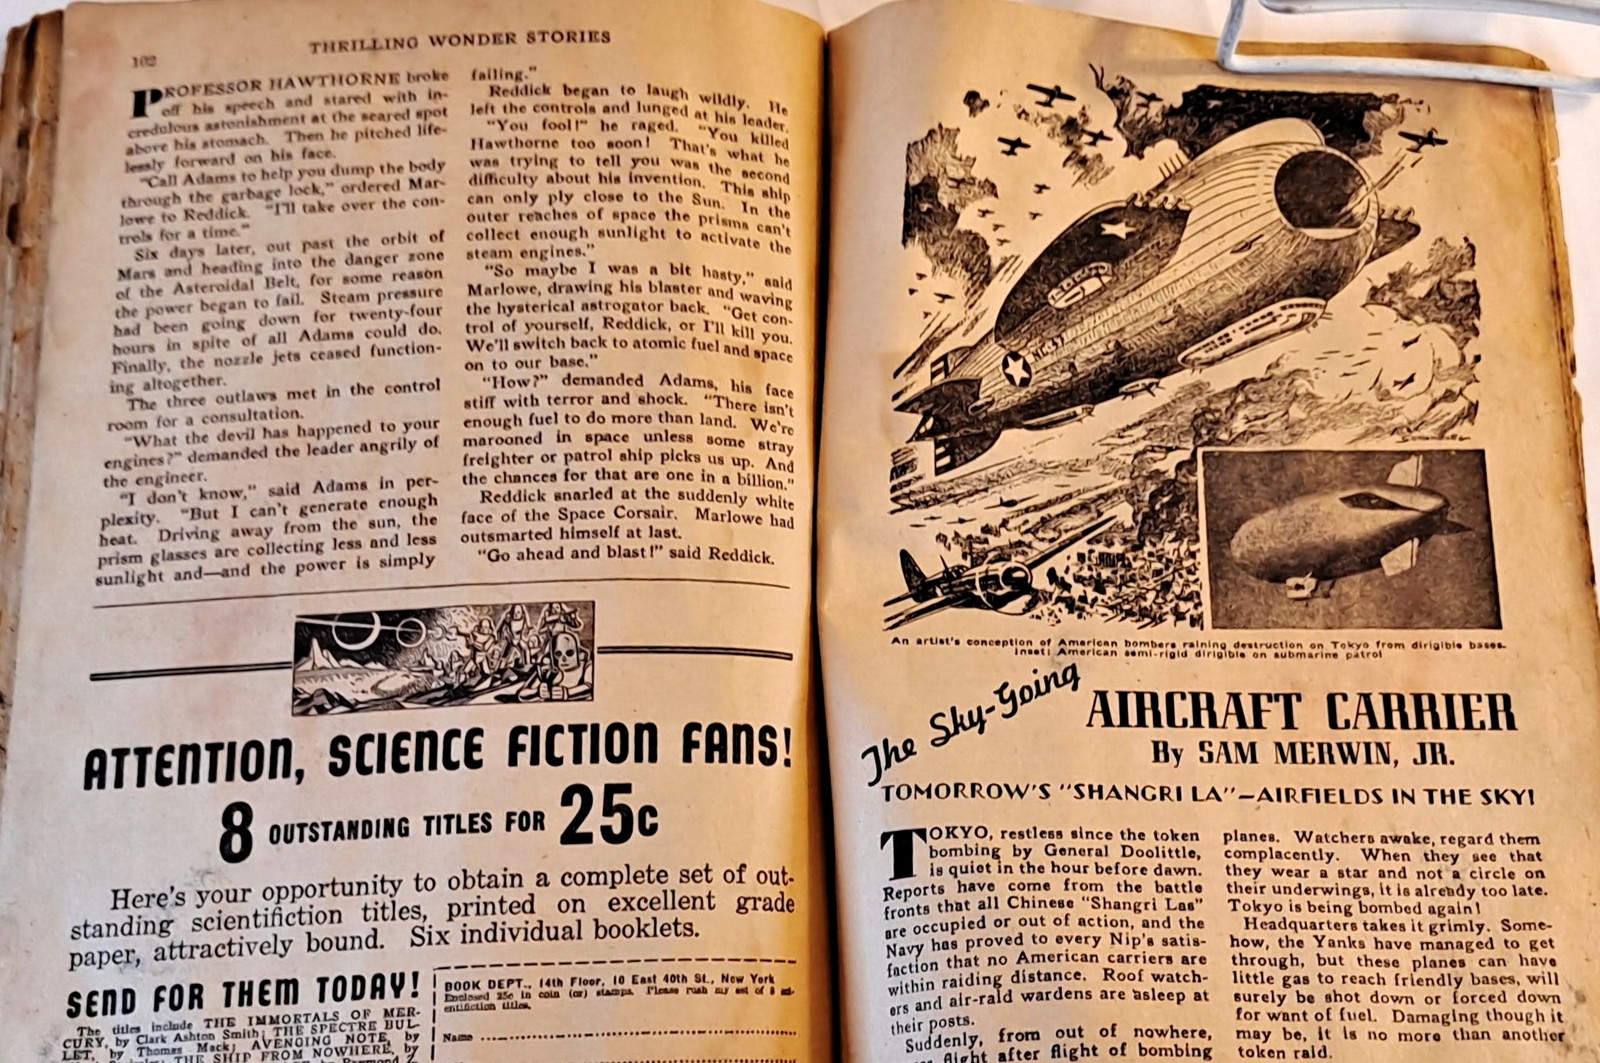 102
THRILLING WONDER STORIES
PROFESSOR HAWTHORNE broke
off his speech and stared with in-
credulous astonishment at the seared spot
above his stomach. Then he pitched life-
lessly forward on his face.
"Call Adams to help you dump the body
through the garbage lock," ordered Mar-
lowe to Reddick. "I'll take over the con-
trols for a time."
Six days later, out past the orbit of
Mars and heading into the danger zone
of the Asteroidal Belt, for some reason
the power began to fail. Steam pressure
had been going down for twenty-four
hours in spite of all Adams could do.
Finally, the nozzle jets ceased function-
ing altogether.
The three outlaws met in the control
room for a consultation.
"What the devil has happened to your
engines?" demanded the leader angrily of
the engineer.
"I don't know," said Adams in per-
plexity. "But I can't generate enough
heat. Driving away from the sun, the
prism glasses are collecting less and less
sunlight and—and the power is simply
failing."
Reddick began to laugh wildly. He
left the controls and lunged at his leader.
"You fool!" he raged. "You killed
Hawthorne too soon! That's what he
was trying to tell you was the second
difficulty about his invention. This ship
can only ply close to the Sun. In the
outer reaches of space the prisms can't
collect enough sunlight to activate the
steam engines."
"So maybe I was a bit hasty," said
Marlowe, drawing his blaster and waving
the hysterical astrogator back. "Get con-
trol of yourself, Reddick, or I'll kill you.
We'll switch back to atomic fuel and space
on to our base."
"How?" demanded Adams, his face
stiff with terror and shock. "There isn't
enough fuel to do more than land. We're
marooned in space unless some stray
freighter or patrol ship picks us up. And
the chances for that are one in a billion."
Reddick snarled at the suddenly white
face of the Space Corsair. Marlowe had
outsmarted himself at last.
"Go ahead and blast!" said Reddick.
ATTENTION, SCIENCE FICTION FANS!
8 OUTSTANDING TITLES FOR 25c
Here's your opportunity to obtain a complete set of out-
standing scientifiction titles, printed on excellent grade
paper, attractively bound. Six individual booklets.
SEND FOR THEM TODAY!
The titles include THE IMMORTALS OF MER-
CURY, by Clark Ashton Smith; THE SPECTRE BUL-
LET, by Thomas Mack; AVENGING NOTE, by
THE SHIP FROM NOWHERE, by
BOOK DEPT., 14th Floor, 10 East 40th St., New York
Enclosed 25c in coin (or) stamps. Please rush my set of 8 sci-
entifiction titles.
Name
An artist's conception of American bombers raining destruction on Tokyo from dirigible bases.
Inset: American semi-rigid dirigible on submarine patrol
The Sky-Going
AIRCRAFT CARRIER
By SAM MERWIN, JR.
TOMORROW'S "SHANGRI LA"—AIRFIELDS IN THE SKY!
TOKYO, restless since the token
bombing by General Doolittle,
is quiet in the hour before dawn.
Reports have come from the battle
fronts that all Chinese "Shangri Las"
are occupied or out of action, and the
Navy has proved to every Nip's satis-
faction that no American carriers are
within raiding distance. Roof watch-
ers and air-raid wardens are asleep at
their posts.
Suddenly, from out of nowhere,
flight after flight of bombing
planes. Watchers awake, regard them
complacently. When they see that
they wear a star and not a circle on
their underwings, it is already too late.
Tokyo is being bombed again!
Headquarters takes it grimly. Some-
how, the Yanks have managed to get
through, but these planes can have
little gas to reach friendly bases, will
surely be shot down or forced down
for want of fuel. Damaging though it
may be, it is no more than another
token raid.